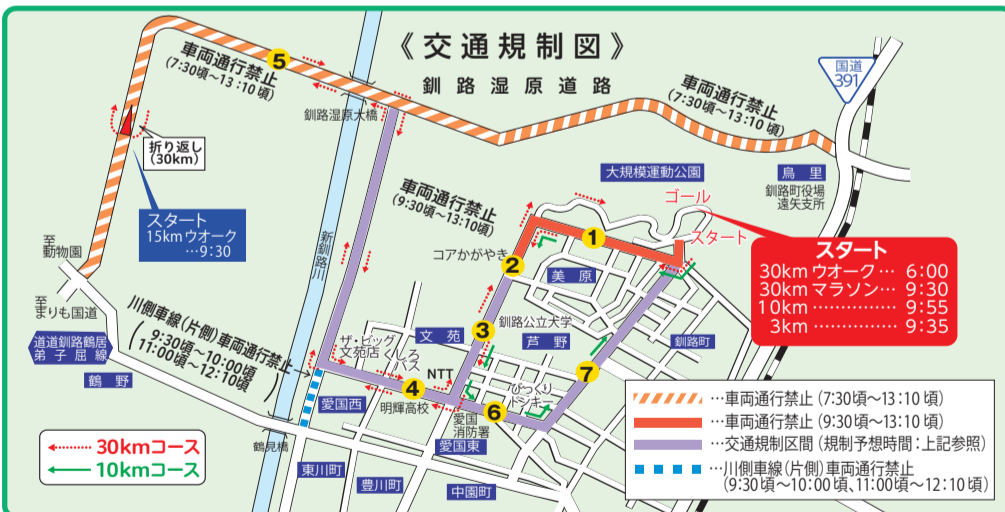 《交通規制図》
釧路湿原道路
車両通行禁止
(7:30頃～13:10頃)
5
釧路湿原大橋
折り返し
(30km)
スタート
15kmウオーク
…9:30
至
動物園
至
まりも国道
道道釧路鶴居
弟子屈線
鶴野
新釧路川
車両通行禁止
(7:30頃～13:10頃)
国道
391
鳥里
釧路町役場
遠矢支所
大規模運動公園
ゴール
スタート
スタート
30kmウオーク… 6:00
30kmマラソン… 9:30
10km…………… 9:55
3km…………… 9:35
車両通行禁止
(9:30頃～13:10頃)
1
2
コアかがやき
美原
3
釧路公立大学
文苑
芦野
釧路町
7
川側車線(片側)車両通行禁止
(9:30頃～10:00頃
11:00頃～12:10頃)
ザ・ビッグ
文苑店
くしろ
バス
NTT
4
明輝高校
びっくり
ドンキー
6
愛国
消防署
愛国西
愛国東
鶴見橋
東川町
豊川町
中園町
30kmコース
10kmコース
…車両通行禁止(7:30頃～13:10頃)
…車両通行禁止(9:30頃～13:10頃)
…交通規制区間(規制予想時間：上記参照)
…川側車線(片側)車両通行禁止
(9:30頃～10:00頃、11:00頃～12:10頃)